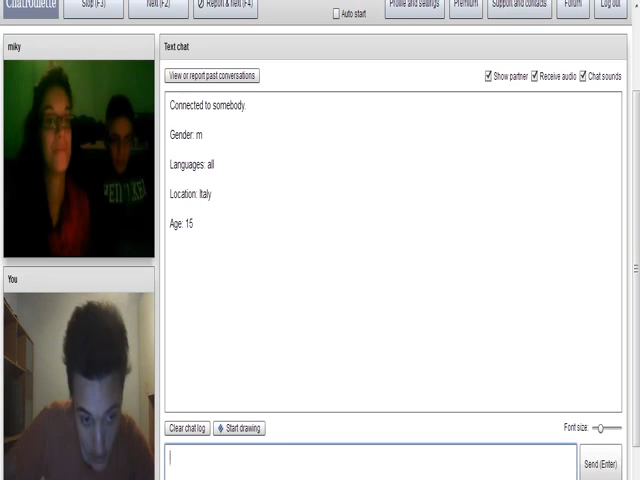 Chatroulette
Stop (F3)
Next (F2)
Report & next (F4)
Auto start
Profile and settings
Premium
Support and contacts
Forum
Log out
miky
Text chat
View or report past conversations
Show partner
Receive audio
Chat sounds
Connected to somebody.
Gender: m
Languages: all
Location: Italy
Age: 15
You
Clear chat log
Start drawing
Font size:
Send (Enter)